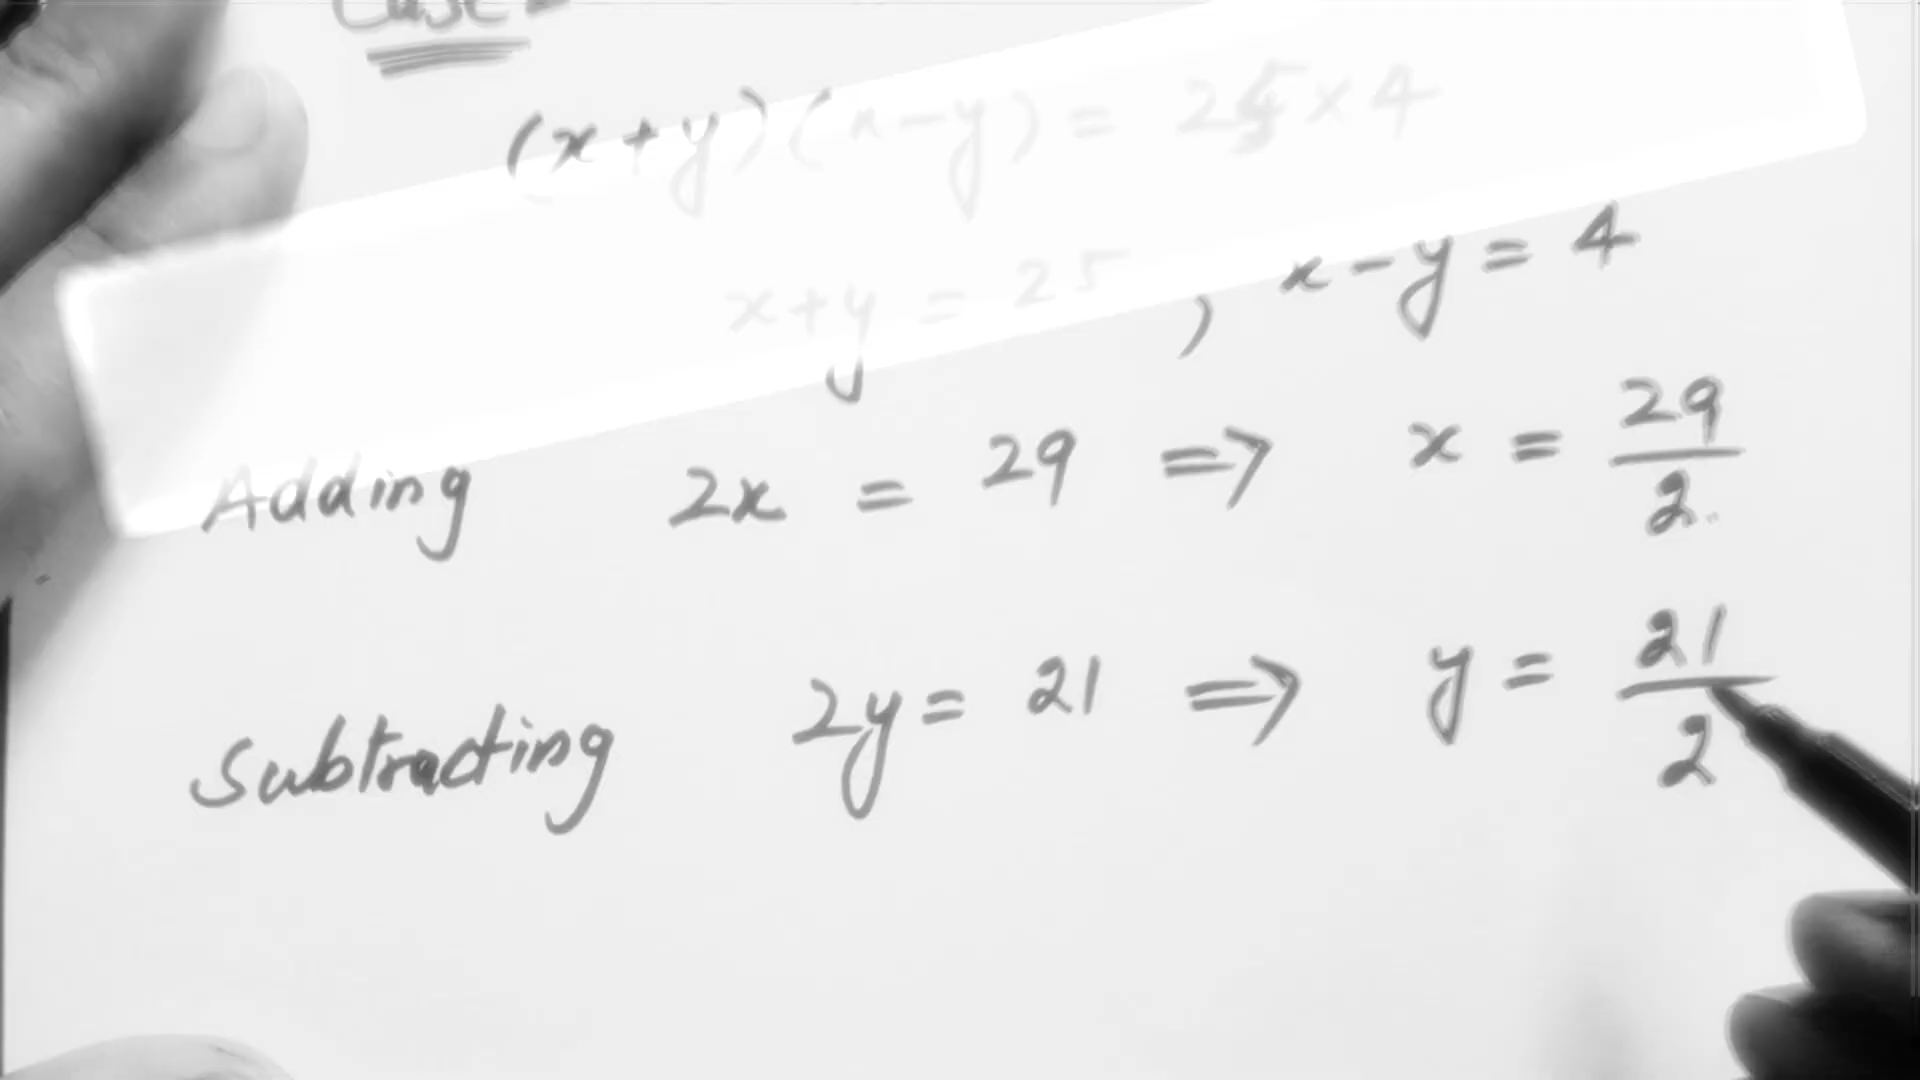 (x+y)(x-y) = 25×4
x+y = 25 , x-y = 4
Adding 2x = 29 ⇒ x = 29/2
Subtracting 2y = 21 ⇒ y = 21/2